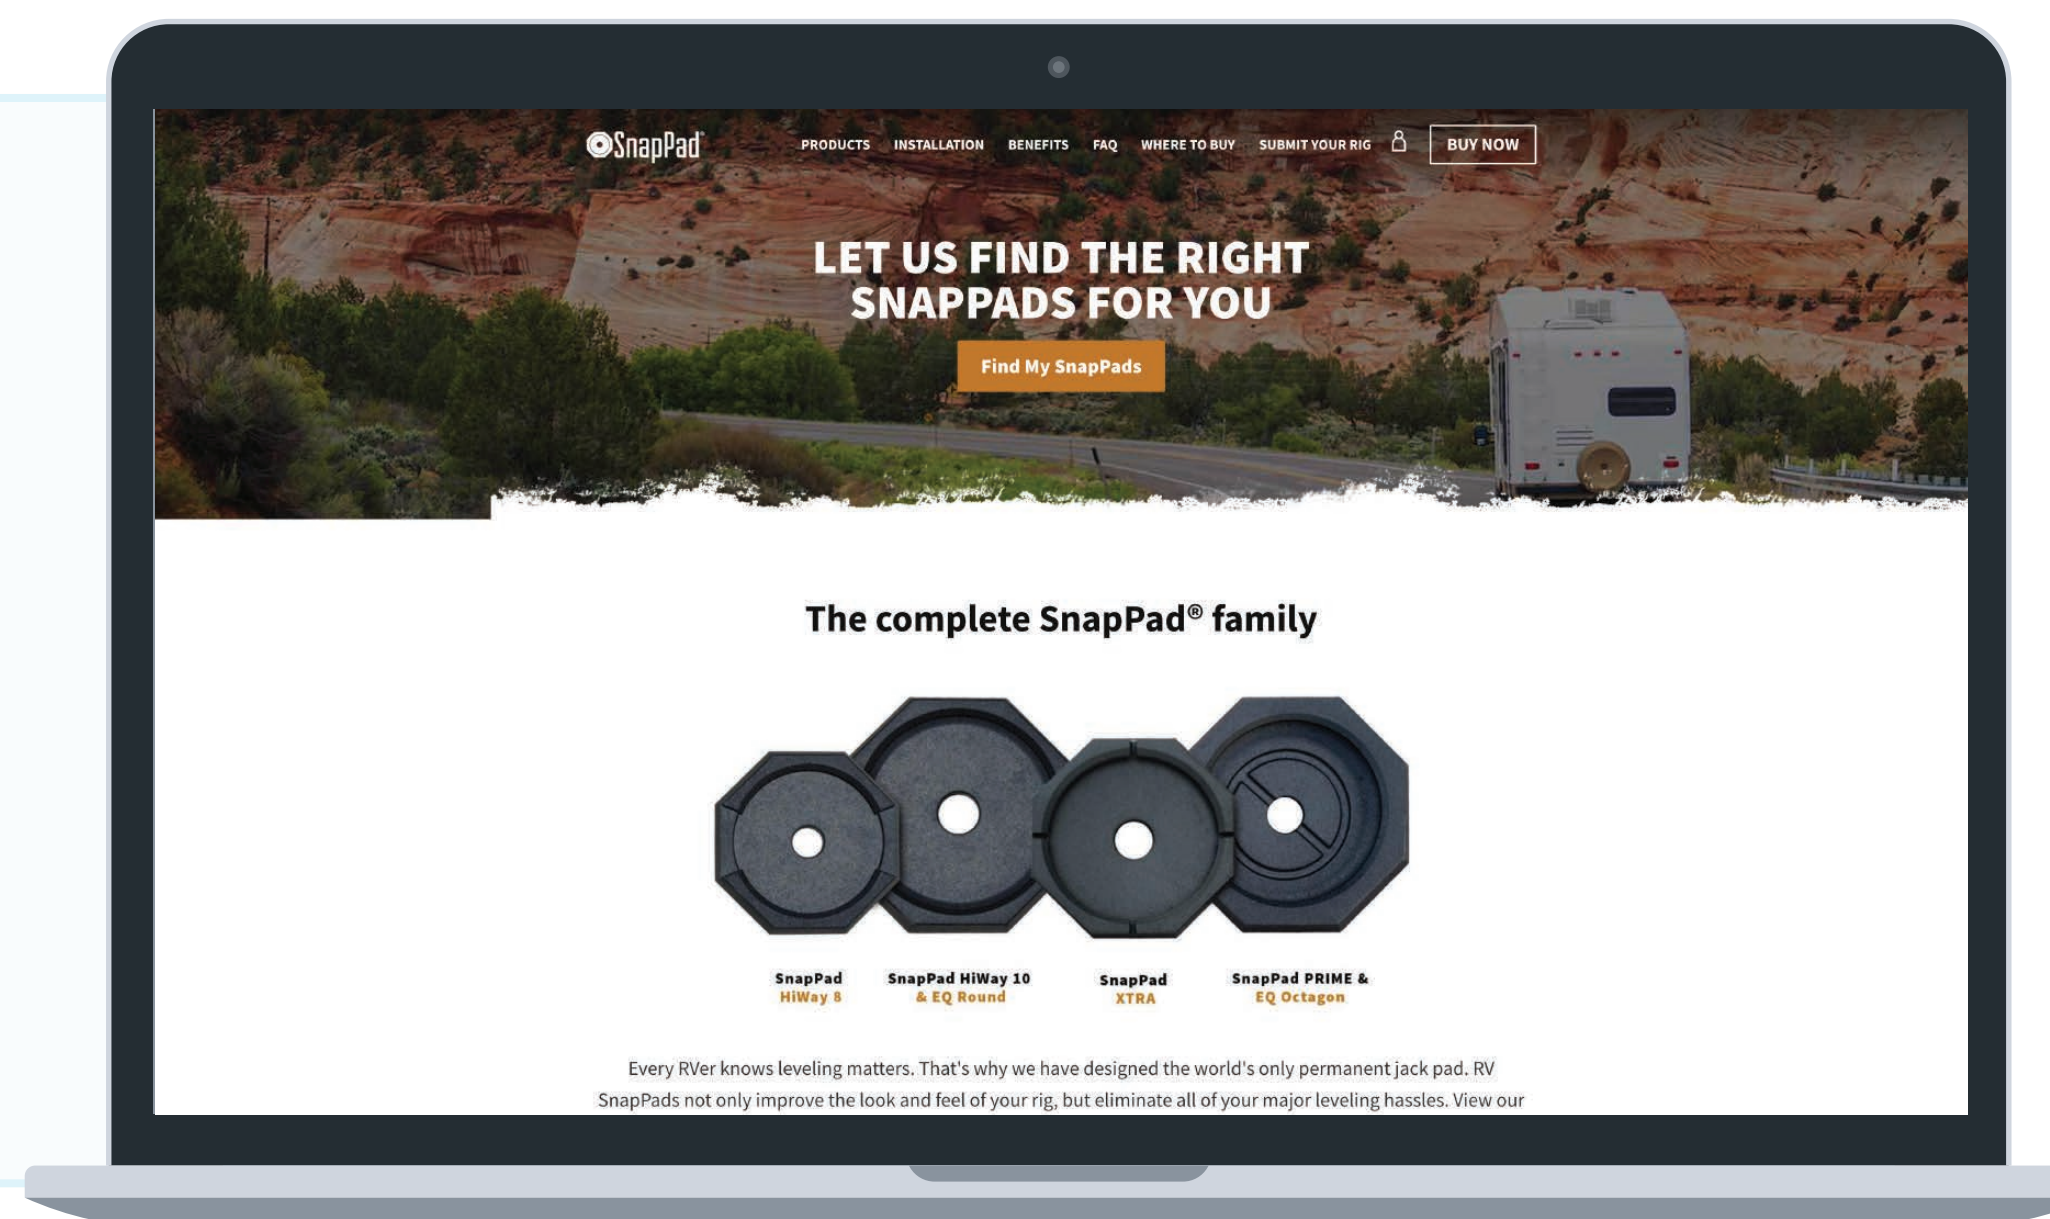 SnapPad®
PRODUCTS INSTALLATION BENEFITS FAQ WHERE TO BUY SUBMIT YOUR RIG BUY NOW
LET US FIND THE RIGHT
SNAPPADS FOR YOU
Find My SnapPads
The complete SnapPad® family
SnapPad
HiWay 8
SnapPad HiWay 10
& EQ Round
SnapPad
XTRA
SnapPad PRIME &
EQ Octagon
Every RVer knows leveling matters. That's why we have designed the world's only permanent jack pad. RV
SnapPads not only improve the look and feel of your rig, but eliminate all of your major leveling hassles. View our